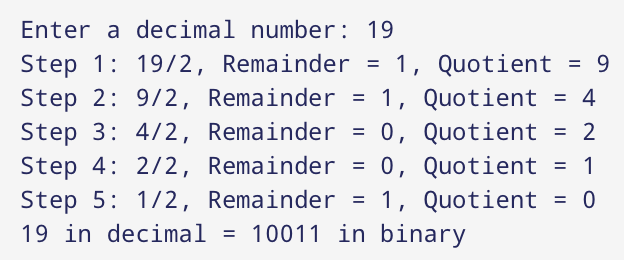 Enter a decimal number: 19
Step 1: 19/2, Remainder = 1, Quotient = 9
Step 2: 9/2, Remainder = 1, Quotient = 4
Step 3: 4/2, Remainder = 0, Quotient = 2
Step 4: 2/2, Remainder = 0, Quotient = 1
Step 5: 1/2, Remainder = 1, Quotient = 0
19 in decimal = 10011 in binary